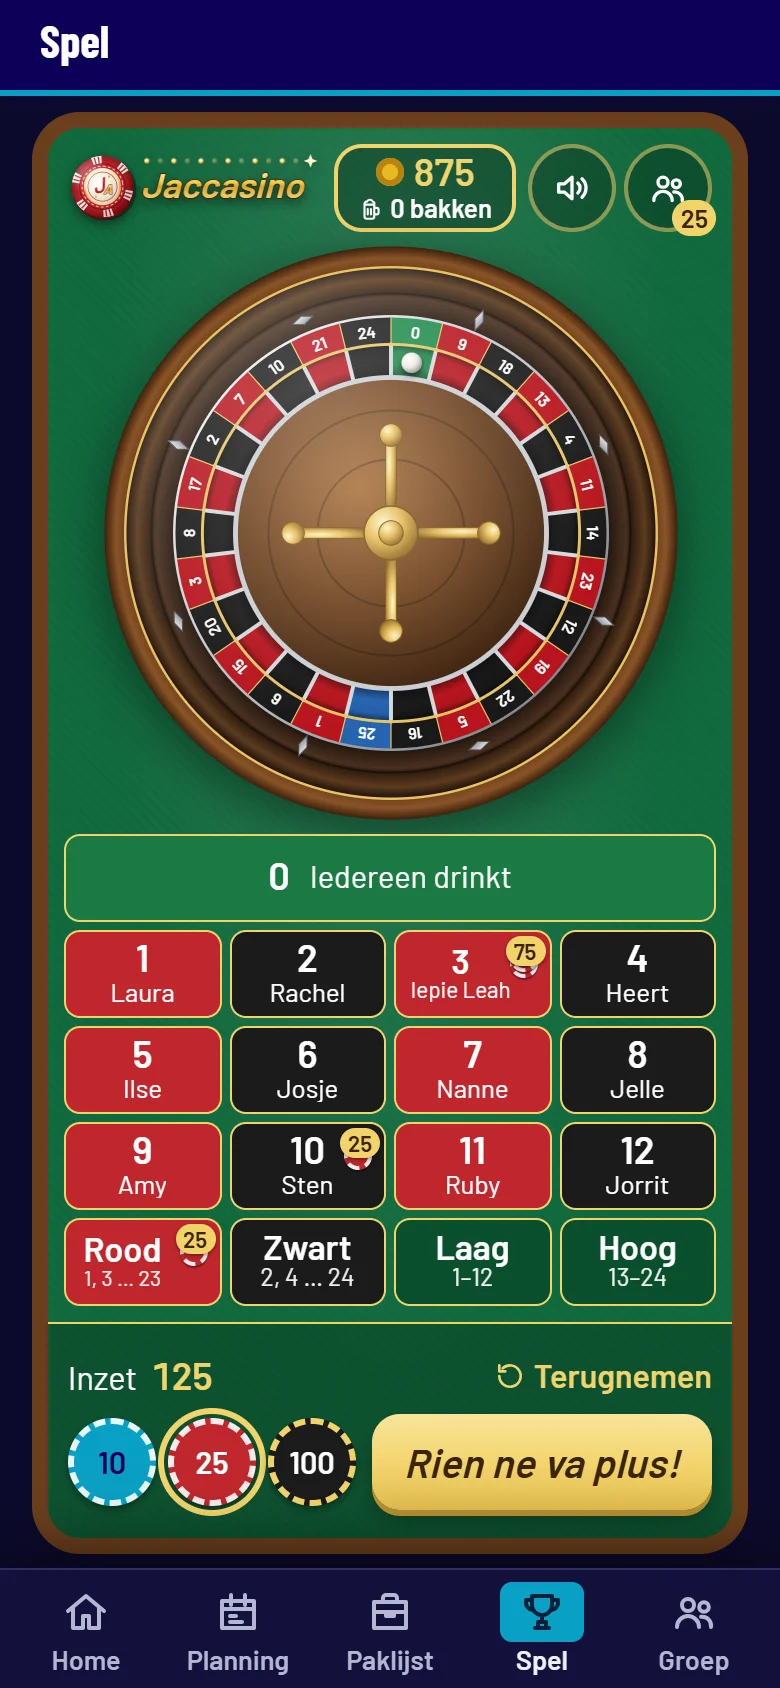 Spel
JA
Jaccasino
875
0 bakken
25
0
9
18
13
4
11
14
23
12
19
22
5
16
25
1
6
15
20
3
8
17
2
7
10
21
24
0 Iedereen drinkt
1
Laura
2
Rachel
3
75
Iepie Leah
4
Heert
5
Ilse
6
Josje
7
Nanne
8
Jelle
9
Amy
10
25
Sten
11
Ruby
12
Jorrit
Rood
25
1, 3 ... 23
Zwart
2, 4 ... 24
Laag
1–12
Hoog
13–24
Inzet 125
Terugnemen
10
25
100
Rien ne va plus!
Home
Planning
Paklijst
Spel
Groep